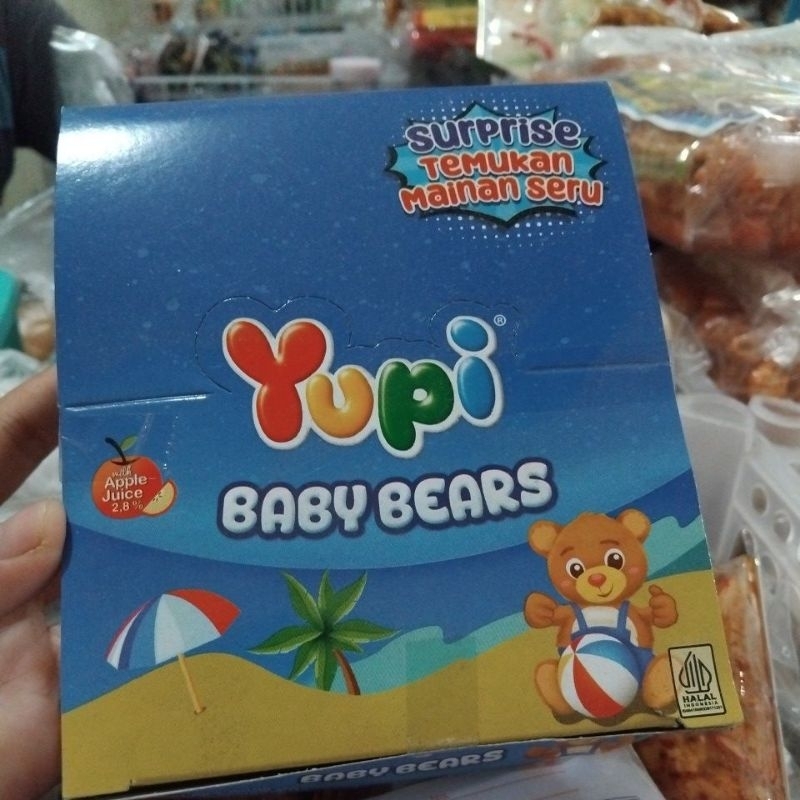 SURPRISE
TEMUKAN
MAINAN SERU
Yupi®
BABY BEARS
with
Apple
Juice
2,8 %
HALAL
INDONESIA
BABY BEARS